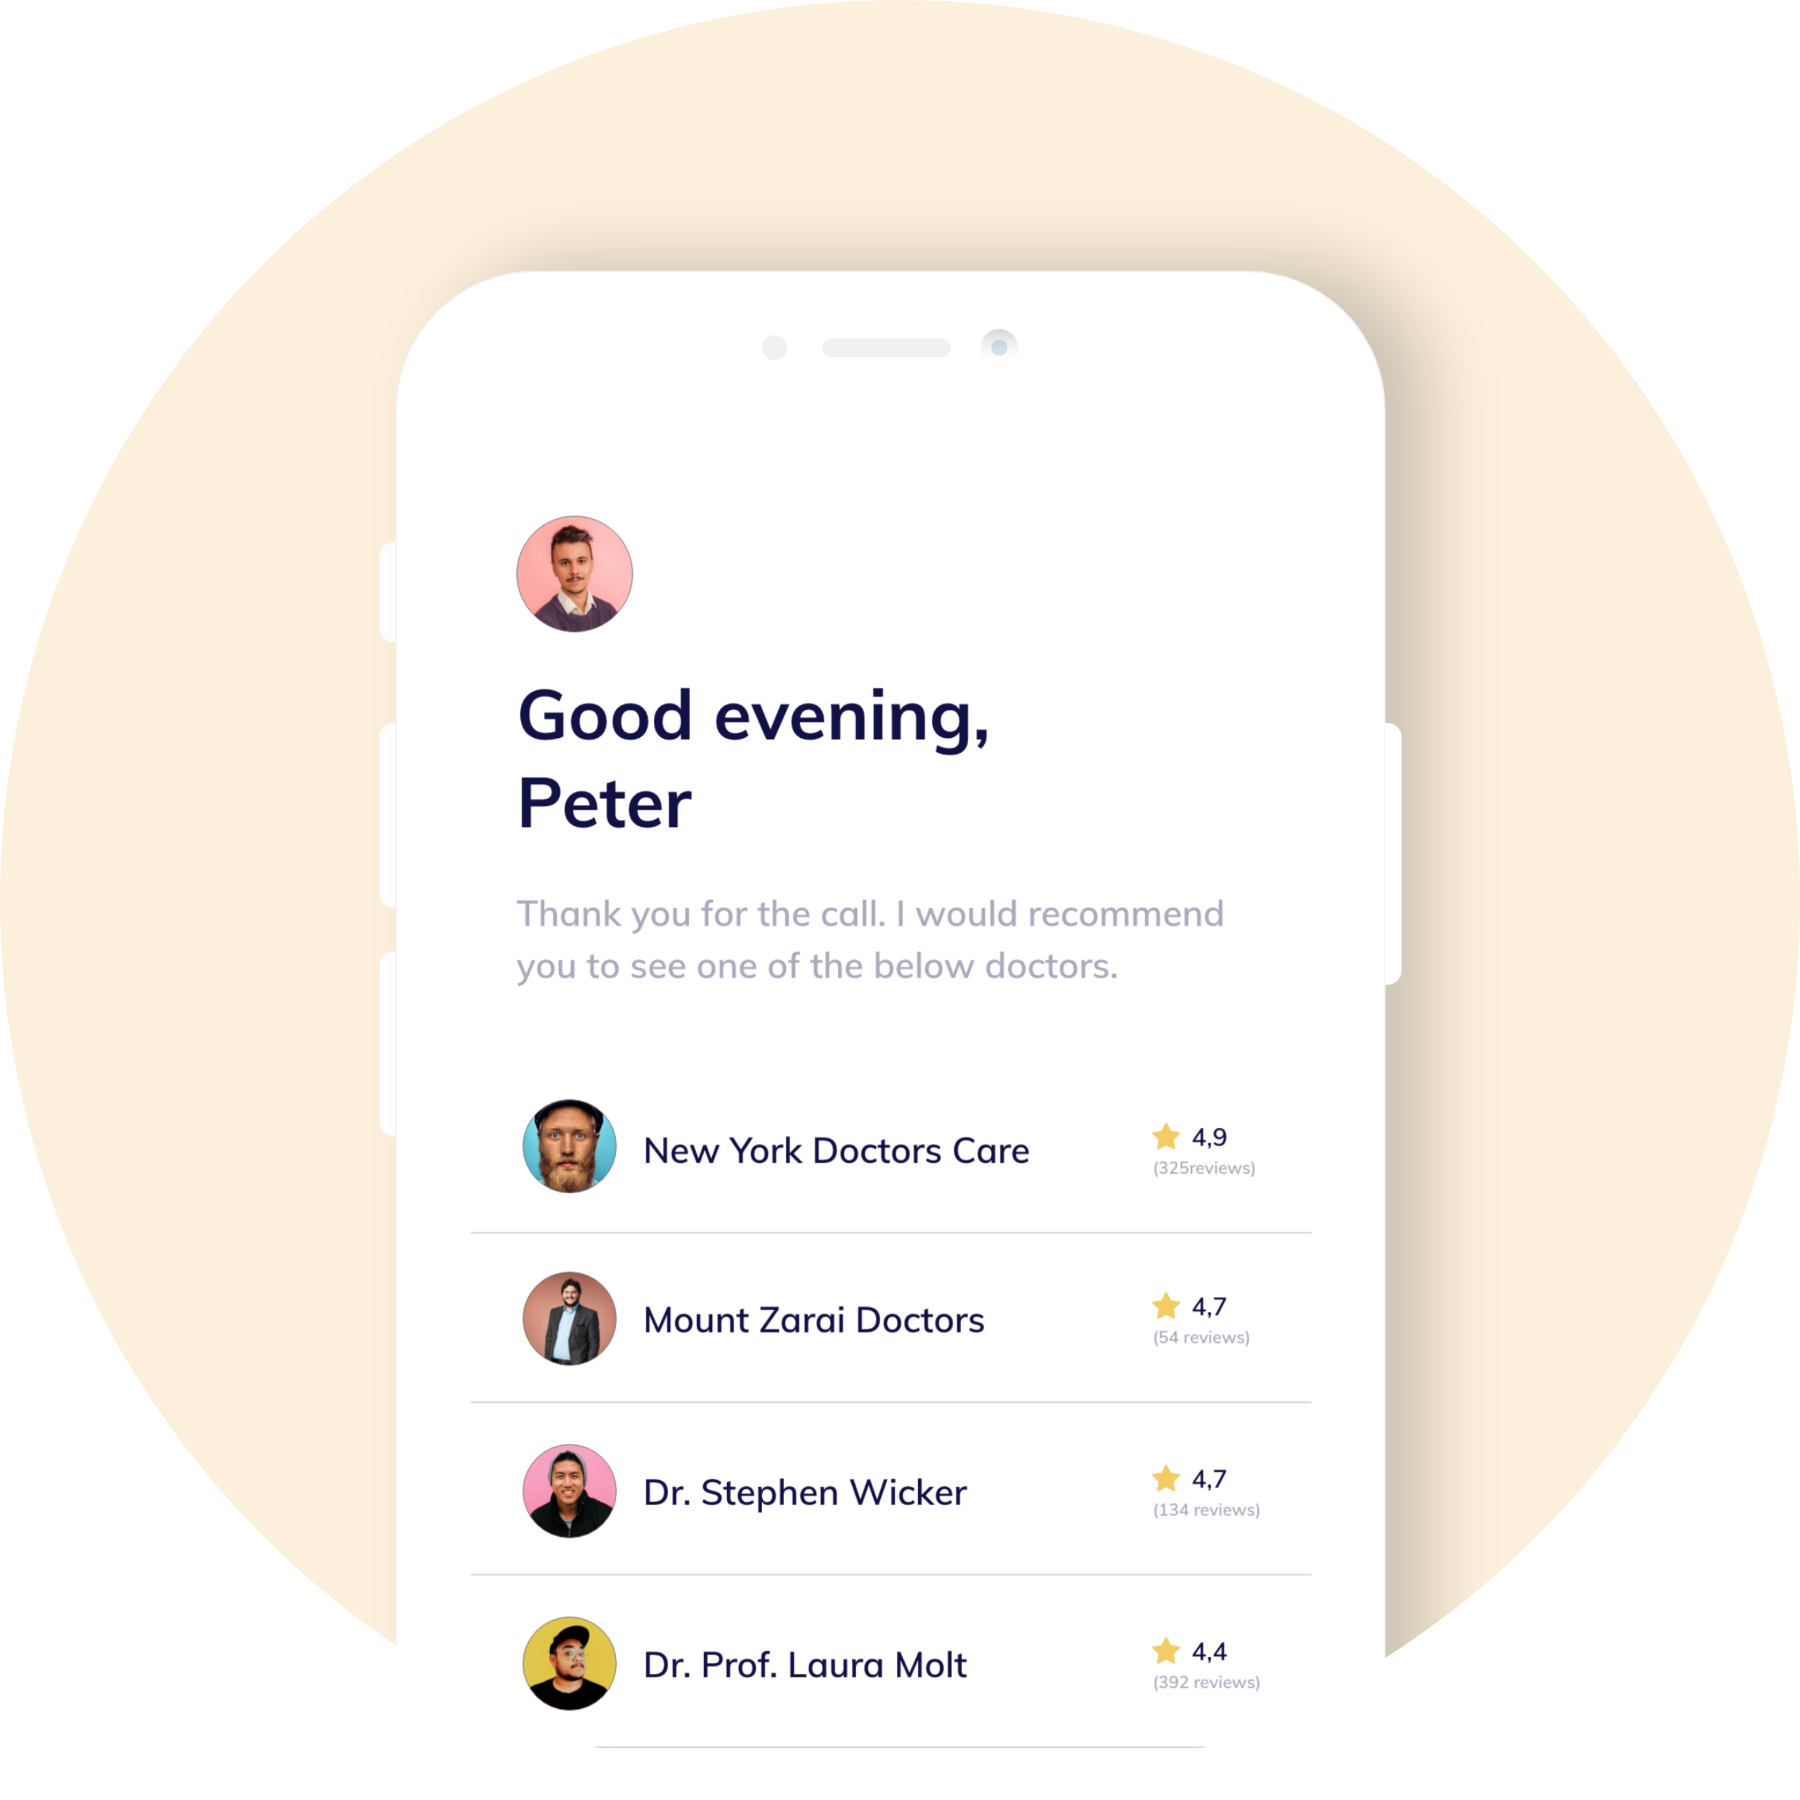 Good evening,
Peter
Thank you for the call. I would recommend
you to see one of the below doctors.
New York Doctors Care
4,9
(325reviews)
Mount Zarai Doctors
4,7
(54 reviews)
Dr. Stephen Wicker
4,7
(134 reviews)
Dr. Prof. Laura Molt
4,4
(392 reviews)